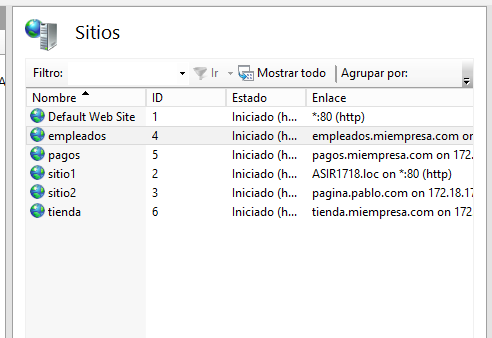 Sitios
Filtro: Ir Mostrar todo Agrupar por:
Nombre ID Estado Enlace
Default Web Site 1 Iniciado (h... *:80 (http)
empleados 4 Iniciado (h... empleados.miempresa.com on
pagos 5 Iniciado (h... pagos.miempresa.com on 172.
sitio1 2 Iniciado (h... ASIR1718.loc on *:80 (http)
sitio2 3 Iniciado (h... pagina.pablo.com on 172.18.17
tienda 6 Iniciado (h... tienda.miempresa.com on 172